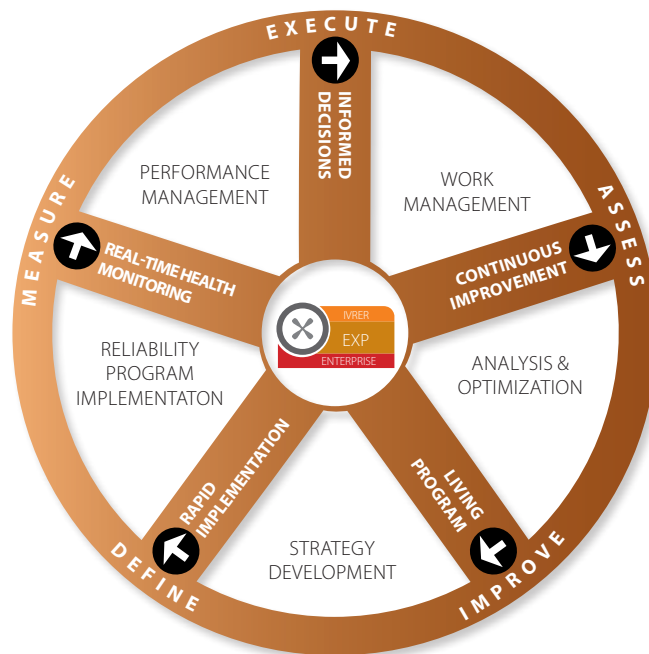 EXECUTE
INFORMED
DECISIONS
PERFORMANCE
MANAGEMENT
WORK
MANAGEMENT
MEASURE
ASSESS
REAL-TIME HEALTH
MONITORING
CONTINUOUS
IMPROVEMENT
IVRER
EXP
ENTERPRISE
RELIABILITY
PROGRAM
IMPLEMENTATON
ANALYSIS &
OPTIMIZATION
RAPID
IMPLEMENTATION
LIVING
PROGRAM
STRATEGY
DEVELOPMENT
DEFINE
IMPROVE